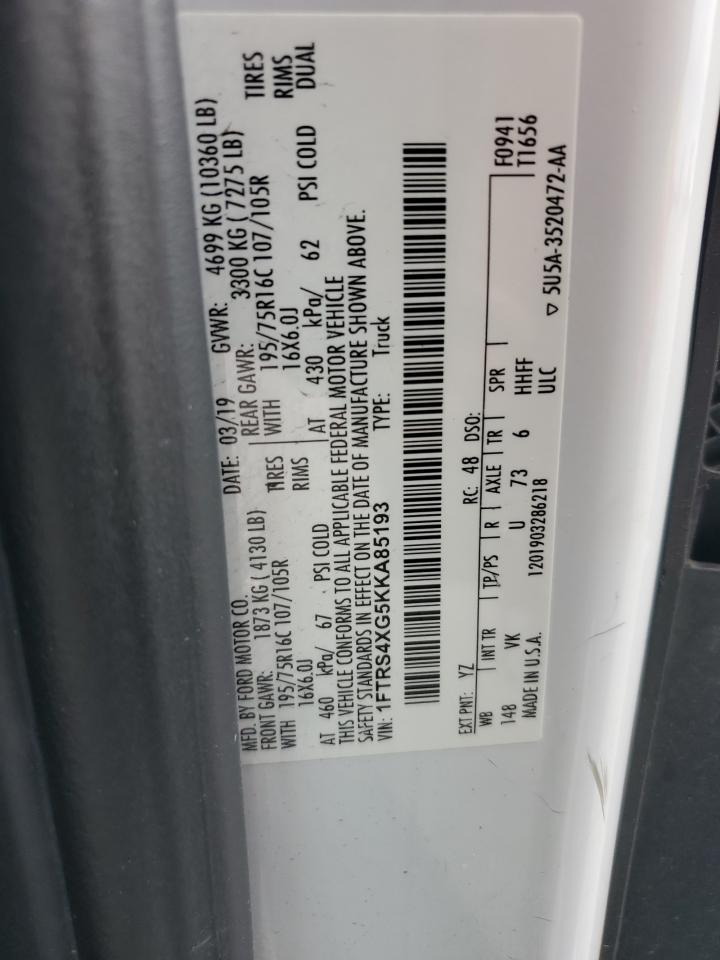 MFD. BY FORD MOTOR CO.
DATE: 03/19 GVWR: 4699 KG (10360 LB)
FRONT GAWR: 1873 KG ( 4130 LB) REAR GAWR: 3300 KG ( 7275 LB)
WITH 195/75R16C 107/105R TIRES WITH 195/75R16C 107/105R TIRES
16X6.0J RIMS 16X6.0J RIMS
AT 460 kPa/ 67 PSI COLD AT 430 kPa/ 62 PSI COLD DUAL
THIS VEHICLE CONFORMS TO ALL APPLICABLE FEDERAL MOTOR VEHICLE
SAFETY STANDARDS IN EFFECT ON THE DATE OF MANUFACTURE SHOWN ABOVE.
VIN: 1FTRS4XG5KKA85193 TYPE: Truck
EXT PNT: YZ RC: 48 DSO: F0941
WB INT TR TP/PS R AXLE TR SPR T1656
148 VK U 73 6 HHFF
MADE IN U.S.A. 1201903286218 ULC
▽ 5U5A-3520472-AA